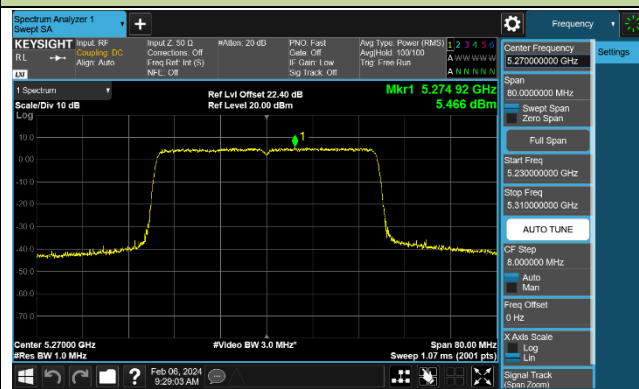 Spectrum Analyzer 1
Swept SA
+
Frequency
KEYSIGHT
RL
LXI
Input: RF
Coupling: DC
Align: Auto
Input Z: 50 Ω
Corrections: Off
Freq Ref: Int (S)
NFE: Off
#Atten: 20 dB
PNO: Fast
Gate: Off
IF Gain: Low
Sig Track: Off
Avg Type: Power (RMS)
Avg|Hold: 100/100
Trig: Free Run
1 2 3 4 5 6
A W W W W W
A N N N N N
Center Frequency
5.270000000 GHz
Settings
Span
80.0000000 MHz
Swept Span
Zero Span
Full Span
Start Freq
5.230000000 GHz
Stop Freq
5.310000000 GHz
AUTO TUNE
CF Step
8.000000 MHz
Auto
Man
Freq Offset
0 Hz
X Axis Scale
Log
Lin
Signal Track
(Span Zoom)
1 Spectrum
Scale/Div 10 dB
Log
Ref Lvl Offset 22.40 dB
Ref Level 20.00 dBm
Mkr1 5.274 92 GHz
5.466 dBm
1
10.0
0.00
-10.0
-20.0
-30.0
-40.0
-50.0
-60.0
-70.0
Center 5.27000 GHz
#Res BW 1.0 MHz
#Video BW 3.0 MHz*
Span 80.00 MHz
Sweep 1.07 ms (2001 pts)
?
Feb 06, 2024
9:29:03 AM